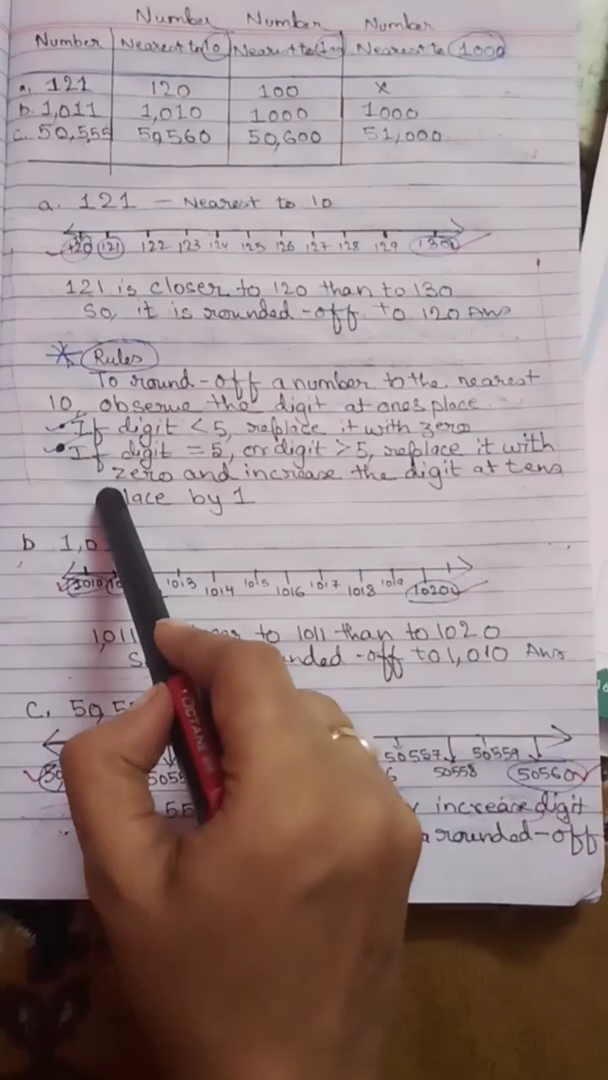 Number Number Number
Number Nearest to 10 Nearest to 100 Nearest to 1000
a. 121 120 100 x
b. 1,011 1,010 1000 1000
c. 50,555 50,560 50,600 51,000
a. 121 - Nearest to 10
120 121 122 123 124 125 126 127 128 129 130
121 is closer to 120 than to 130
So, it is rounded-off to 120 Ans
* Rules
To round-off a number to the nearest
10, observe the digit at ones place.
• If digit < 5, replace it with zero
• If digit = 5, or digit > 5, replace it with
zero and increase the digit at tens
lace by 1
b 1,0
1010 1013 1014 1015 1016 1017 1018 1019 1020
1,011 to 1011 than to 1020
S nded-off to 1,010 Ans
C. 50,5
50557 50558 50559 50560
55 increase digit
rounded-off
OCTANE